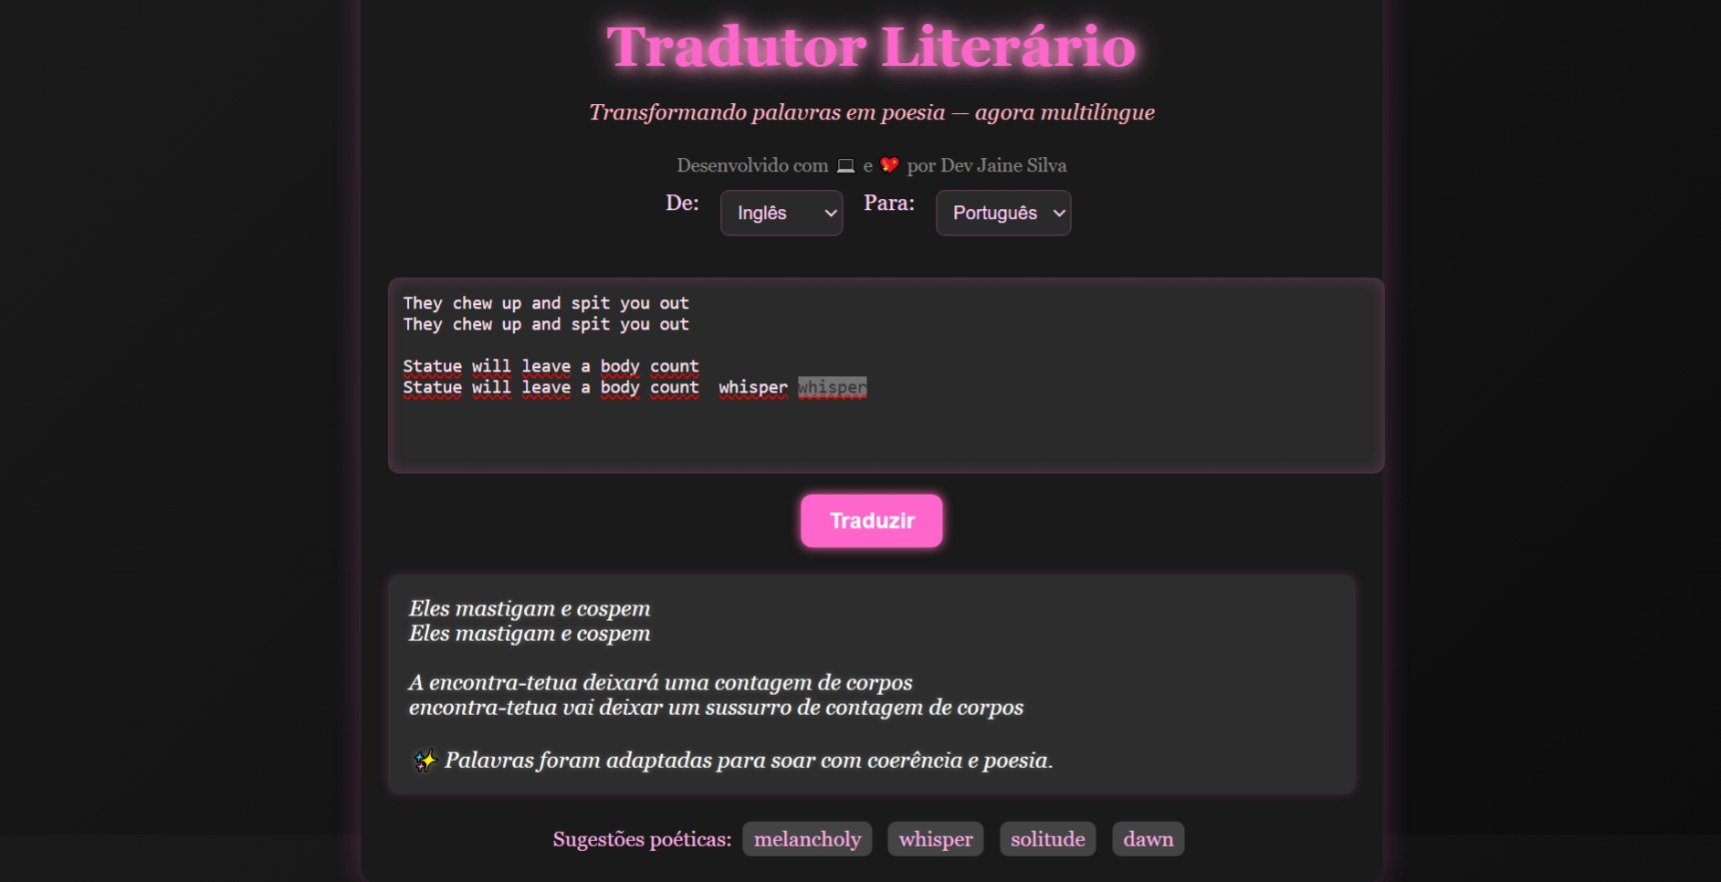 Tradutor Literário
Transformando palavras em poesia — agora multilíngue
Desenvolvido com 💻 e 💖 por Dev Jaine Silva
De: Inglês Para: Português
They chew up and spit you out
They chew up and spit you out
Statue will leave a body count
Statue will leave a body count  whisper whisper
Traduzir
Eles mastigam e cospem
Eles mastigam e cospem
A encontra-tetua deixará uma contagem de corpos
encontra-tetua vai deixar um sussurro de contagem de corpos
✨ Palavras foram adaptadas para soar com coerência e poesia.
Sugestões poéticas: melancholy whisper solitude dawn